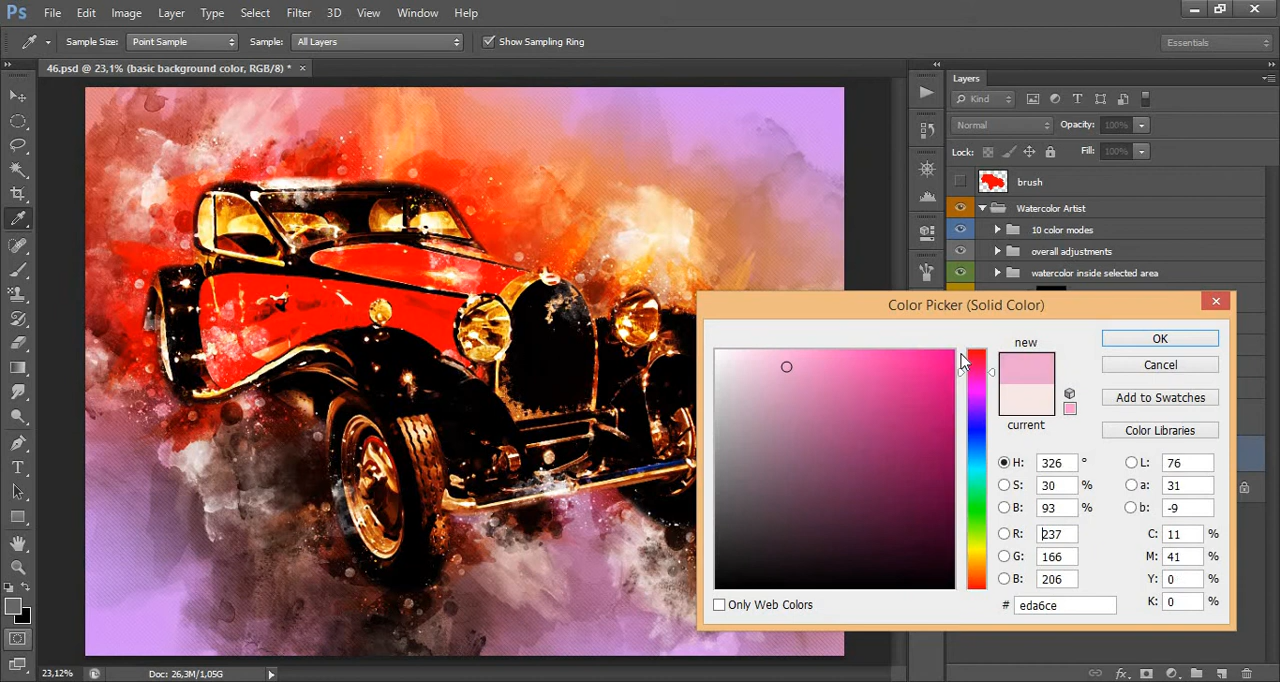 Ps File Edit Image Layer Type Select Filter 3D View Window Help
Sample Size: Point Sample Sample: All Layers Show Sampling Ring Essentials
46.psd @ 23,1% (basic background color, RGB/8) * ×
Layers
Kind
Normal Opacity: 100%
Lock: Fill: 100%
brush
Watermark Artist
10 color modes
overall adjustments
watercolor inside selected area
Color Picker (Solid Color)
new
current
OK
Cancel
Add to Swatches
Color Libraries
H: 326 °
S: 30 %
B: 93 %
R: 237
G: 166
B: 206
L: 76
a: 31
b: -9
C: 11 %
M: 41 %
Y: 0 %
K: 0 %
# eda6ce
Only Web Colors
23,12% Doc: 26,3M/1,05G